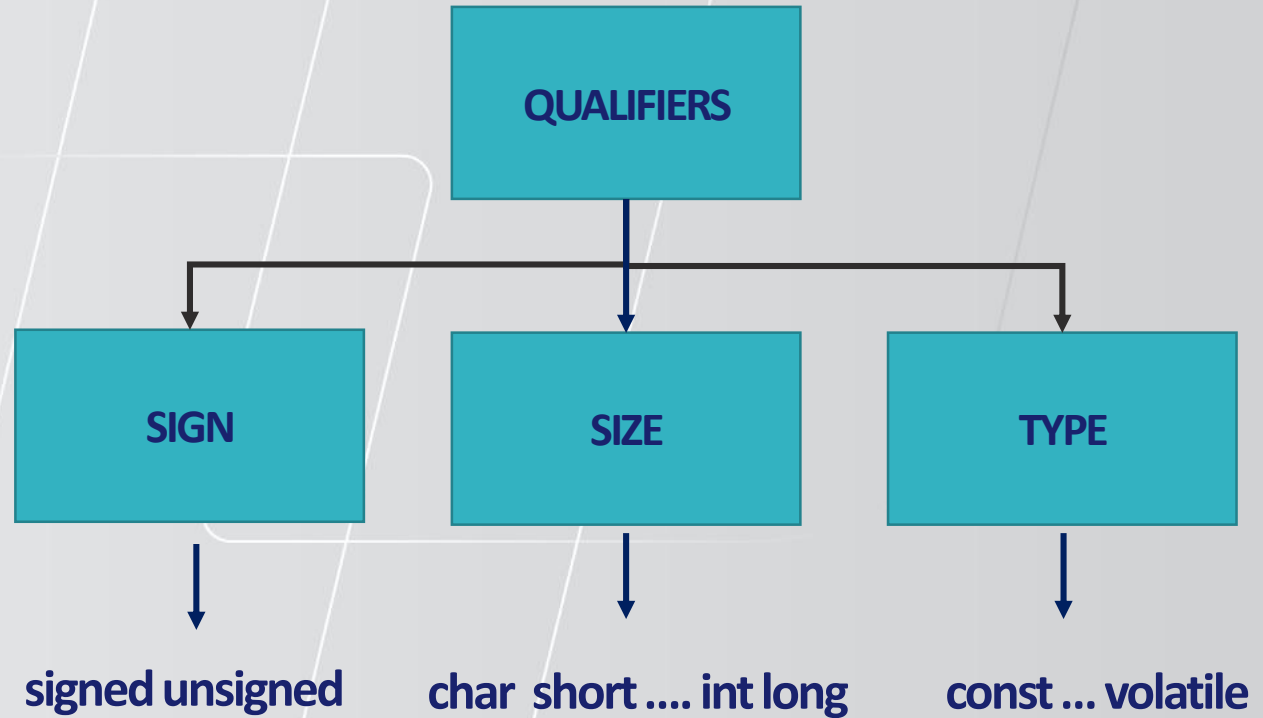 QUALIFIERS
SIGN
SIZE
TYPE
signed unsigned
char short .... int long
const ... volatile